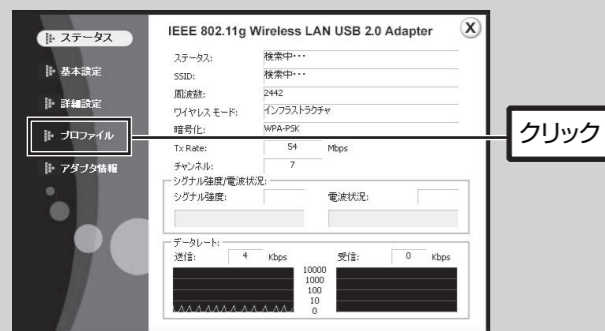 IEEE 802.11g Wireless LAN USB 2.0 Adapter
X
ステータス
基本設定
詳細設定
プロファイル
アダプタ情報
クリック
ステータス: 検索中･･･
SSID: 検索中･･･
周波数: 2442
ワイヤレス モード: インフラストラクチャ
暗号化: WPA-PSK
Tx Rate: 54 Mbps
チャンネル: 7
シグナル強度/電波状況:
シグナル強度: 電波状況:
データレート:
送信: 4 Kbps 受信: 0 Kbps
10000
1000
100
10
0